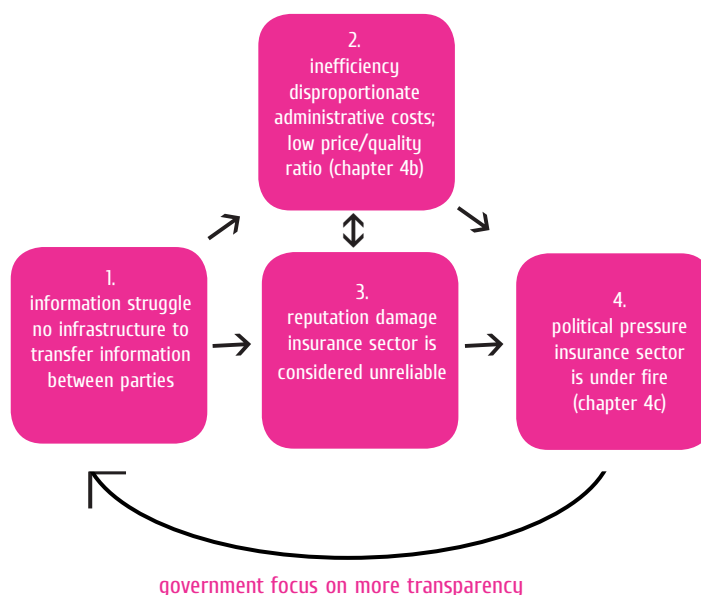 2.
inefficiency
disproportionate
administrative costs;
low price/quality
ratio (chapter 4b)
1.
information struggle
no infrastructure to
transfer information
between parties
3.
reputation damage
insurance sector is
considered unreliable
4.
political pressure
insurance sector
is under fire
(chapter 4c)
government focus on more transparency